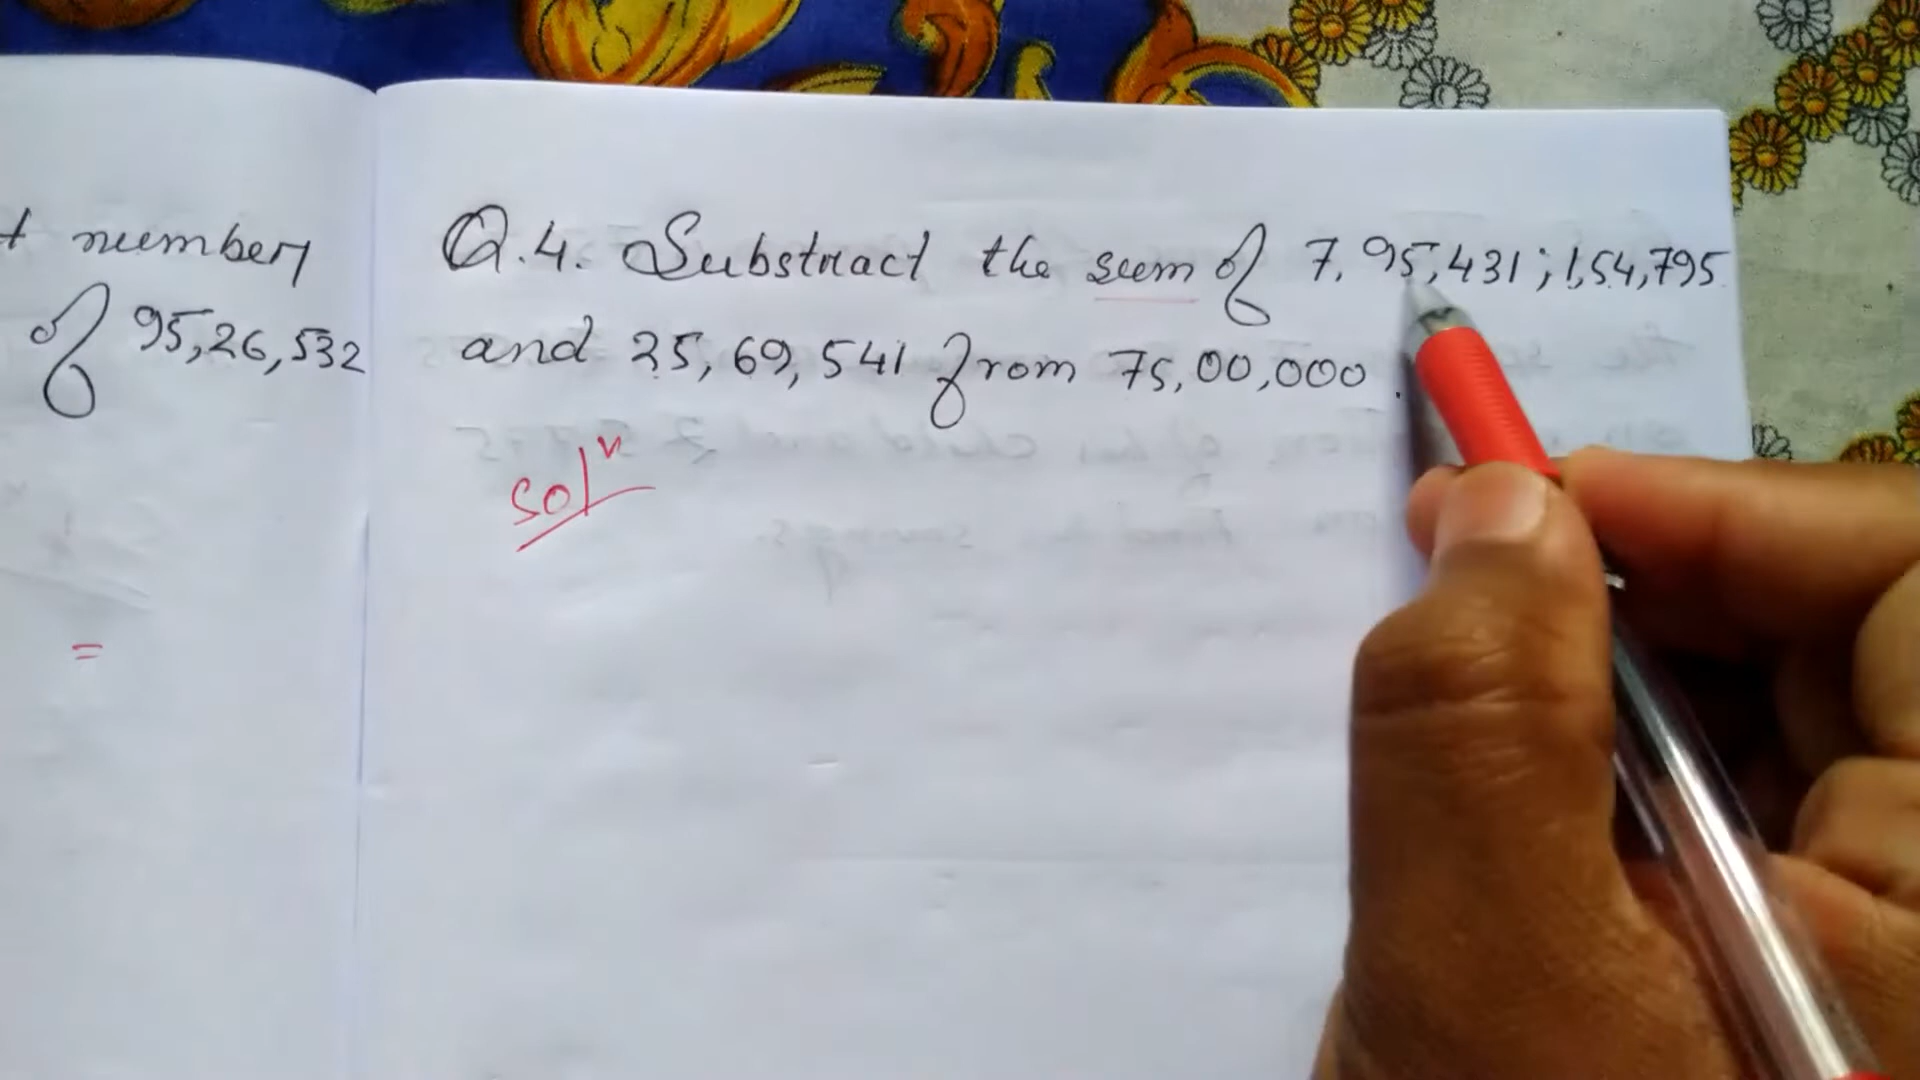 t number
of 95,26,532
=
Q.4. Substract the sum of 7,95,431; 1,54,795
and 25,69,541 from 75,00,000.
Solⁿ